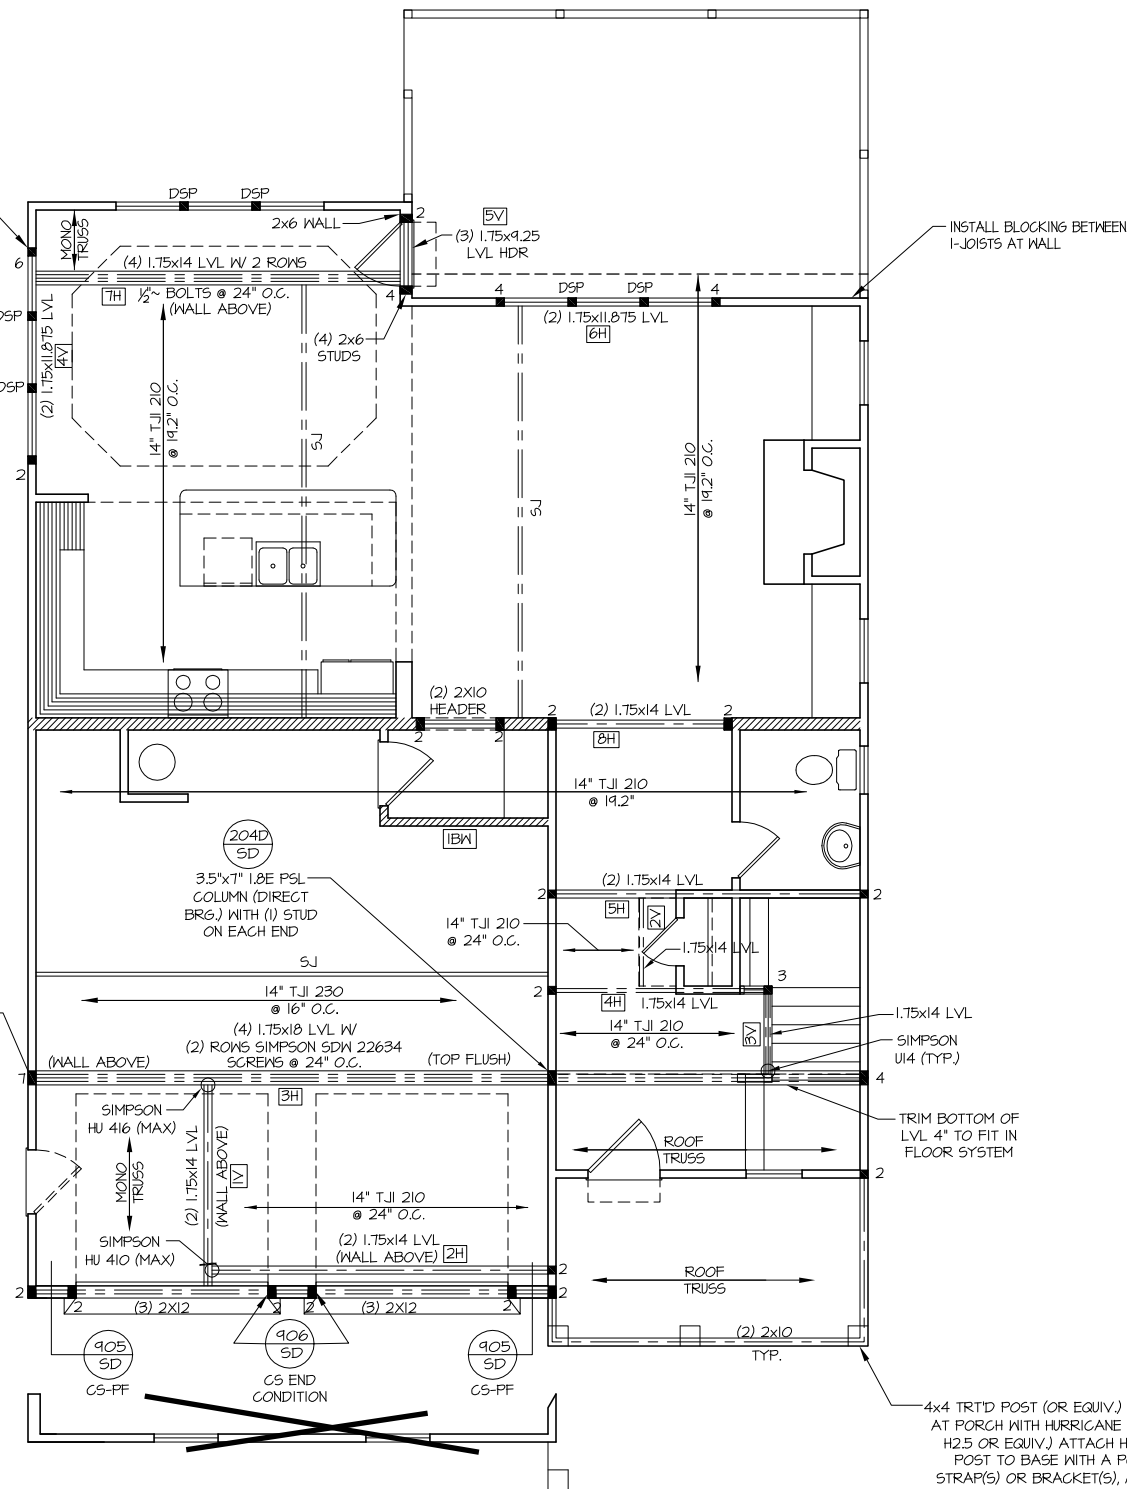 DSP
DSP
2
2x6 WALL
5V
(3) 1.75x9.25
LVL HDR
INSTALL BLOCKING BETWEEN
I-JOISTS AT WALL
MONO
TRUSS
6
(4) 1.75x14 LVL W/ 2 ROWS
7H
½"~ BOLTS @ 24" O.C.
(WALL ABOVE)
4
4
DSP
DSP
4
(2) 1.75x11.875 LVL
6H
DSP
(2) 1.75x11.875 LVL
4V
(4) 2x6
STUDS
DSP
14" TJI 210
@ 19.2" O.C.
SJ
SJ
14" TJI 210
@ 19.2" O.C.
2
(2) 2X10
HEADER
2
2
2
(2) 1.75x14 LVL
2
8H
14" TJI 210
@ 19.2"
204D
SD
1BW
3.5"x7" 1.8E PSL
COLUMN (DIRECT
BRG.) WITH (1) STUD
ON EACH END
2
(2) 1.75x14 LVL
2
5H
2V
14" TJI 210
@ 24" O.C.
1.75x14 LVL
SJ
3
14" TJI 230
@ 16" O.C.
2
4H
1.75x14 LVL
14" TJI 210
@ 24" O.C.
3V
1.75x14 LVL
SIMPSON
U14 (TYP.)
(4) 1.75x18 LVL W/
(2) ROWS SIMPSON SDW 22634
SCREWS @ 24" O.C.
(WALL ABOVE)
(TOP FLUSH)
7
3H
4
SIMPSON
HU 416 (MAX)
TRIM BOTTOM OF
LVL 4" TO FIT IN
FLOOR SYSTEM
MONO
TRUSS
(2) 1.75x14 LVL
(WALL ABOVE)
1V
ROOF
TRUSS
2
14" TJI 210
@ 24" O.C.
SIMPSON
HU 410 (MAX)
(2) 1.75x14 LVL
(WALL ABOVE)
2H
2
ROOF
TRUSS
2
2
(3) 2X12
2
2
(3) 2X12
2
2
(2) 2x10
TYP.
905
SD
CS-PF
906
SD
CS END
CONDITION
905
SD
CS-PF
4x4 TRT'D POST (OR EQUIV.)
AT PORCH WITH HURRICANE
H2.5 OR EQUIV.) ATTACH
POST TO BASE WITH A
STRAP(S) OR BRACKET(S),